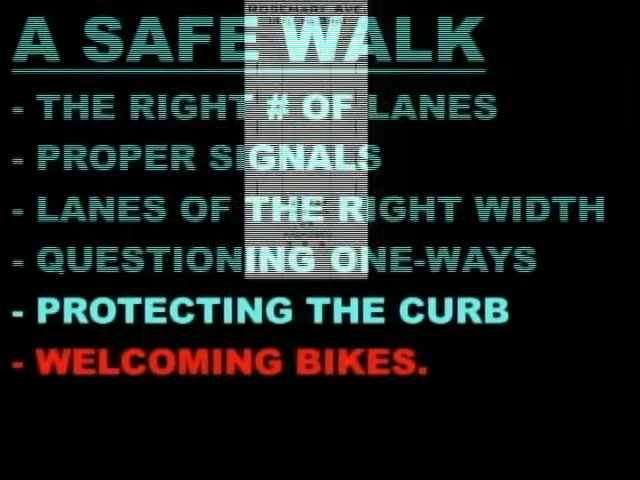 ROSEMARY AVE.
A SAFE WALK
- THE RIGHT # OF LANES
- PROPER SIGNALS
- LANES OF THE RIGHT WIDTH
- QUESTIONING ONE-WAYS
- PROTECTING THE CURB
- WELCOMING BIKES.